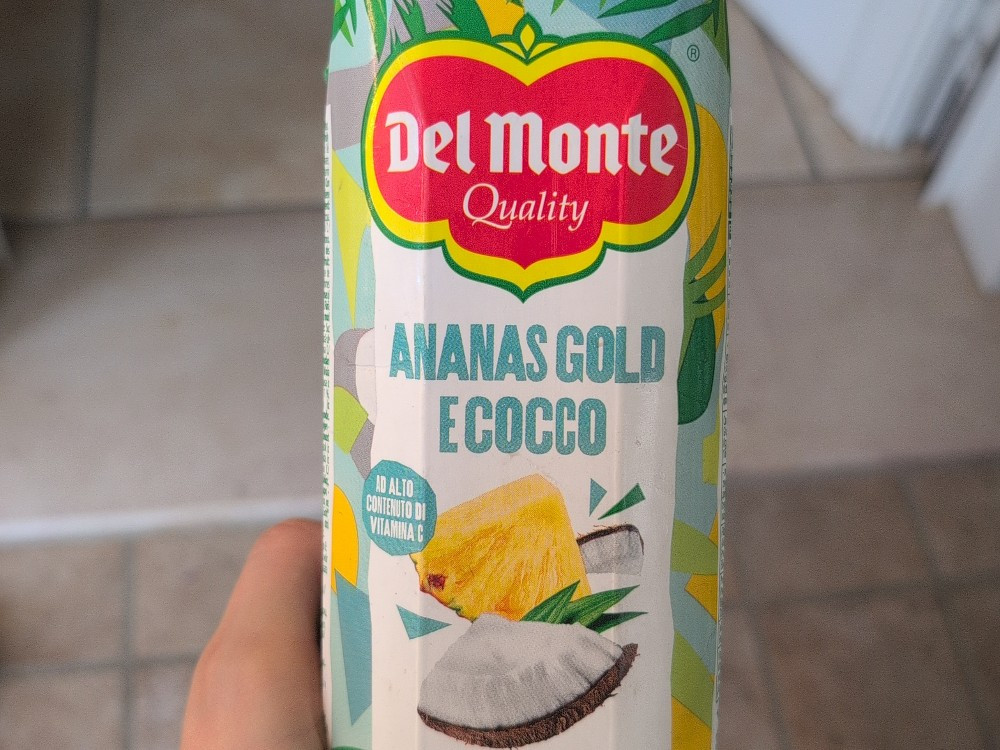 ®
Del Monte
Quality
ANANAS GOLD
E COCCO
AD ALTO
CONTENUTO DI
VITAMINA C